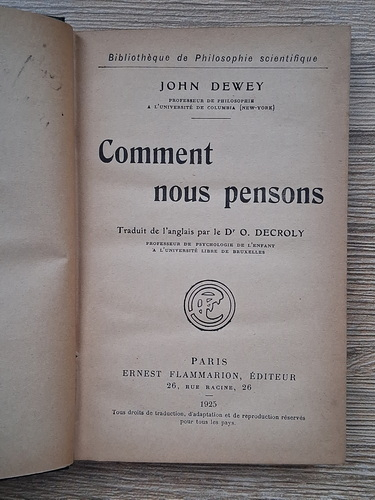 Bibliothèque de Philosophie scientifique
JOHN DEWEY
PROFESSEUR DE PHILOSOPHIE
A L'UNIVERSITÉ DE COLUMBIA (NEW-YORK)
Comment
nous pensons
Traduit de l'anglais par le Dr O. DECROLY
PROFESSEUR DE PSYCHOLOGIE DE L'ENFANT
A L'UNIVERSITÉ LIBRE DE BRUXELLES
PARIS
ERNEST FLAMMARION, ÉDITEUR
26, RUE RACINE, 26
1925
Tous droits de traduction, d'adaptation et de reproduction réservés
pour tous les pays.